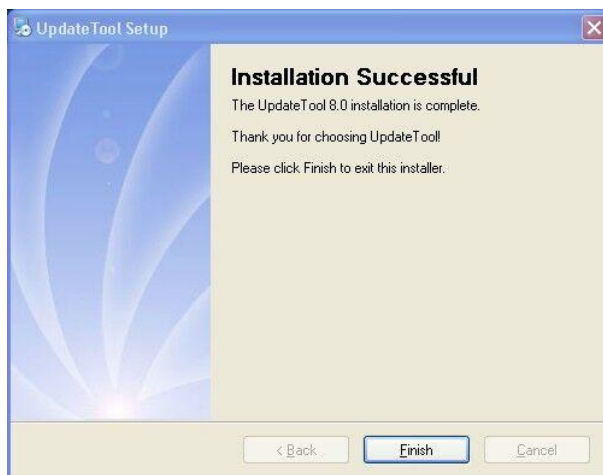 UpdateTool Setup
Installation Successful
The UpdateTool 8.0 installation is complete.
Thank you for choosing UpdateTool!
Please click Finish to exit this installer.
< Back
Finish
Cancel